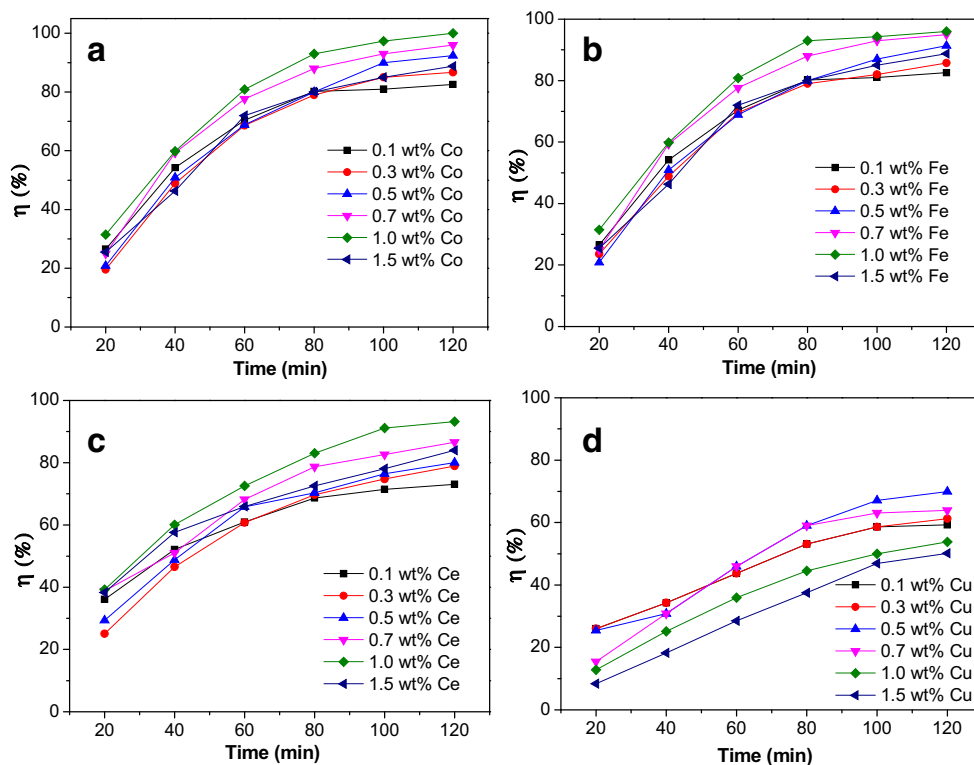 a
100
80
60
40
20
0
η (%)
0.1 wt% Co
0.3 wt% Co
0.5 wt% Co
0.7 wt% Co
1.0 wt% Co
1.5 wt% Co
20 40 60 80 100 120
Time (min)
b
100
80
60
40
20
0
η (%)
0.1 wt% Fe
0.3 wt% Fe
0.5 wt% Fe
0.7 wt% Fe
1.0 wt% Fe
1.5 wt% Fe
20 40 60 80 100 120
Time (min)
c
100
80
60
40
20
0
η (%)
0.1 wt% Ce
0.3 wt% Ce
0.5 wt% Ce
0.7 wt% Ce
1.0 wt% Ce
1.5 wt% Ce
20 40 60 80 100 120
Time (min)
d
100
80
60
40
20
0
η (%)
0.1 wt% Cu
0.3 wt% Cu
0.5 wt% Cu
0.7 wt% Cu
1.0 wt% Cu
1.5 wt% Cu
20 40 60 80 100 120
Time (min)